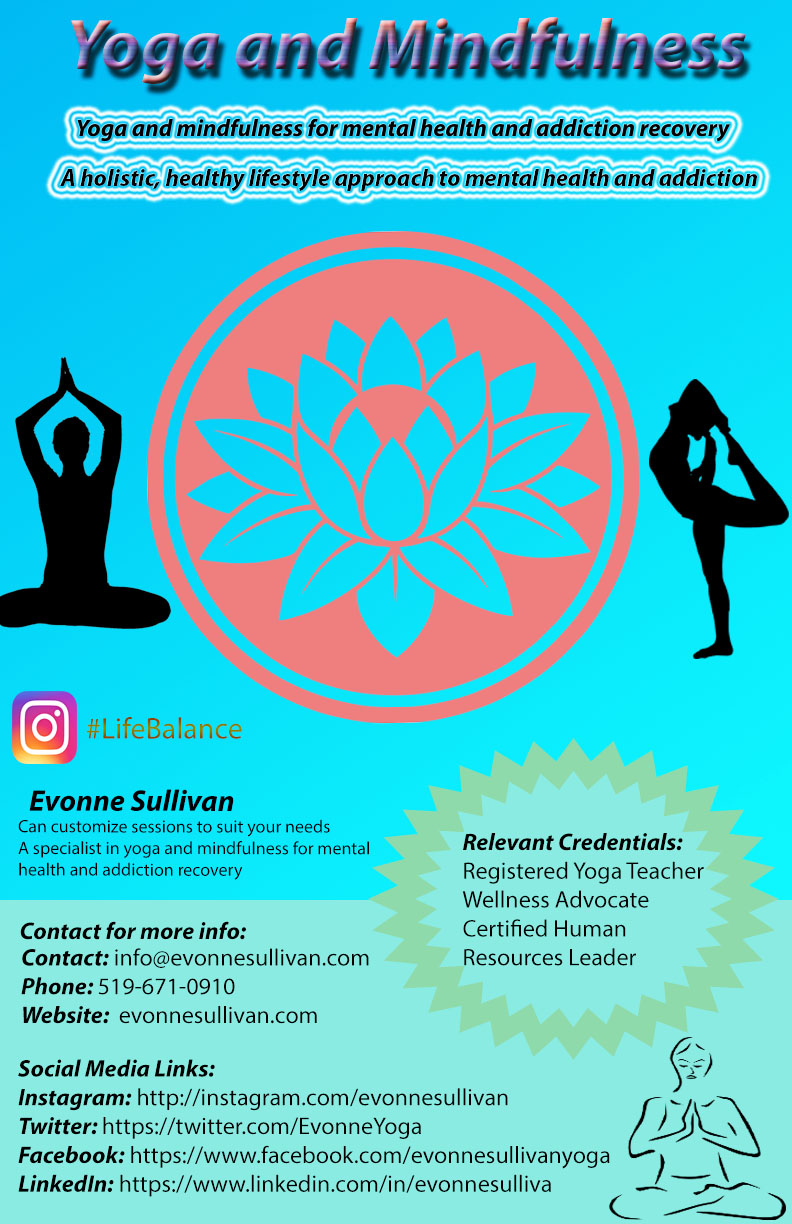 Yoga and Mindfulness
Yoga and mindfulness for mental health and addiction recovery
A holistic, healthy lifestyle approach to mental health and addiction
#LifeBalance
Evonne Sullivan
Can customize sessions to suit your needs
A specialist in yoga and mindfulness for mental
health and addiction recovery
Relevant Credentials:
Registered Yoga Teacher
Wellness Advocate
Certified Human
Resources Leader
Contact for more info:
Contact: info@evonnesullivan.com
Phone: 519-671-0910
Website: evonnesullivan.com
Social Media Links:
Instagram: http://instagram.com/evonnesullivan
Twitter: https://twitter.com/EvonneYoga
Facebook: https://www.facebook.com/evonnesullivanyoga
LinkedIn: https://www.linkedin.com/in/evonnesulliva